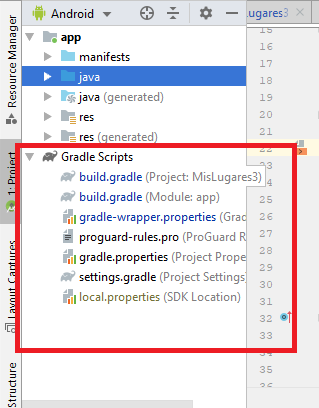 Android
ugares3
app
manifests
java
java (generated)
res
res (generated)
Gradle Scripts
build.gradle (Project: MisLugares3)
build.gradle (Module: app)
gradle-wrapper.properties (Grad
proguard-rules.pro (ProGuard R
gradle.properties (Project Prope
settings.gradle (Project Settings)
local.properties (SDK Location)
Resource Manager
1: Project
Layout Captures
Structure
15
16
17
18
19
20
21
22
23
24
25
26
27
28
29
30
31
32
33
34
35
36